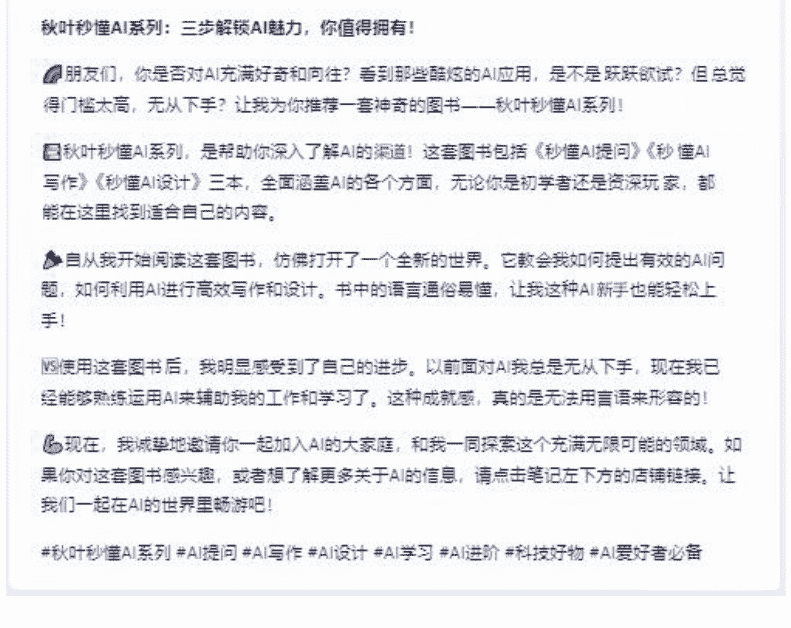 秋叶秒懂AI系列：三步解锁AI魅力，你值得拥有！
🌈朋友们，你是否对AI充满好奇和向往？看到那些酷炫的AI应用，是不是跃跃欲试？但总觉
得门槛太高，无从下手？让我为你推荐一套神奇的图书——秋叶秒懂AI系列！
秋叶秒懂AI系列，是帮助你深入了解AI的渠道！这套图书包括《秒懂AI提问》《秒懂AI
写作》《秒懂AI设计》三本，全面涵盖AI的各个方面，无论你是初学者还是资深玩家，都
能在这里找到适合自己的内容。
自从我开始阅读这套图书，仿佛打开了一个全新的世界。它教会我如何提出有效的AI问
题，如何利用AI进行高效写作和设计。书中的语言通俗易懂，让我这种AI新手也能轻松上
手！
🆚使用这套图书后，我明显感受到了自己的进步。以前面对AI我总是无从下手，现在我已
经能够熟练运用AI来辅助我的工作和学习了。这种成就感，真的是无法用言语来形容的！
💪现在，我诚挚地邀请你一起加入AI的大家庭，和我一同探索这个充满无限可能的领域。如
果你对这套图书感兴趣，或者想了解更多关于AI的信息，请点击笔记左下方的店铺链接。让
我们一起在AI的世界里畅游吧！
#秋叶秒懂AI系列 #AI提问 #AI写作 #AI设计 #AI学习 #AI进阶 #科技好物 #AI爱好者必备